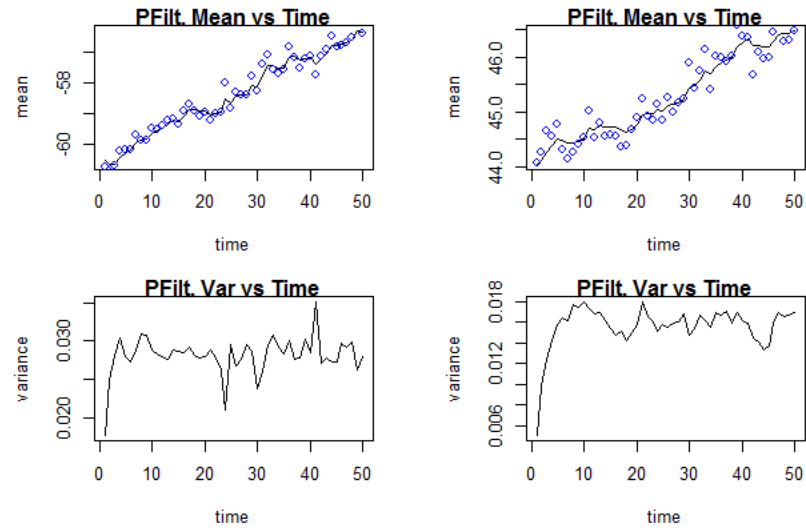 PFilt. Mean vs Time
mean
-58
-60
0 10 20 30 40 50
time
PFilt. Mean vs Time
mean
46.0
45.0
44.0
0 10 20 30 40 50
time
PFilt. Var vs Time
variance
0.030
0.020
0 10 20 30 40 50
time
PFilt. Var vs Time
variance
0.018
0.012
0.006
0 10 20 30 40 50
time